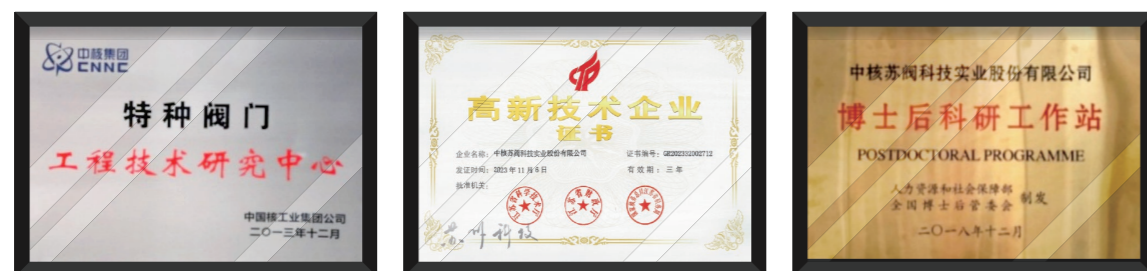 中核集团
CNNC
特种阀门
工程技术研究中心
中国核工业集团公司
二〇一三年十二月
高新技术企业
证书
企业名称：中核苏阀科技实业股份有限公司
证书编号：GR202332002712
发证时间：2023年11月6日
有效期：三年
批准机关：
中核苏阀科技实业股份有限公司
博士后科研工作站
POSTDOCTORAL PROGRAMME
人力资源和社会保障部
全国博士后管委会
制发
二〇一八年十二月